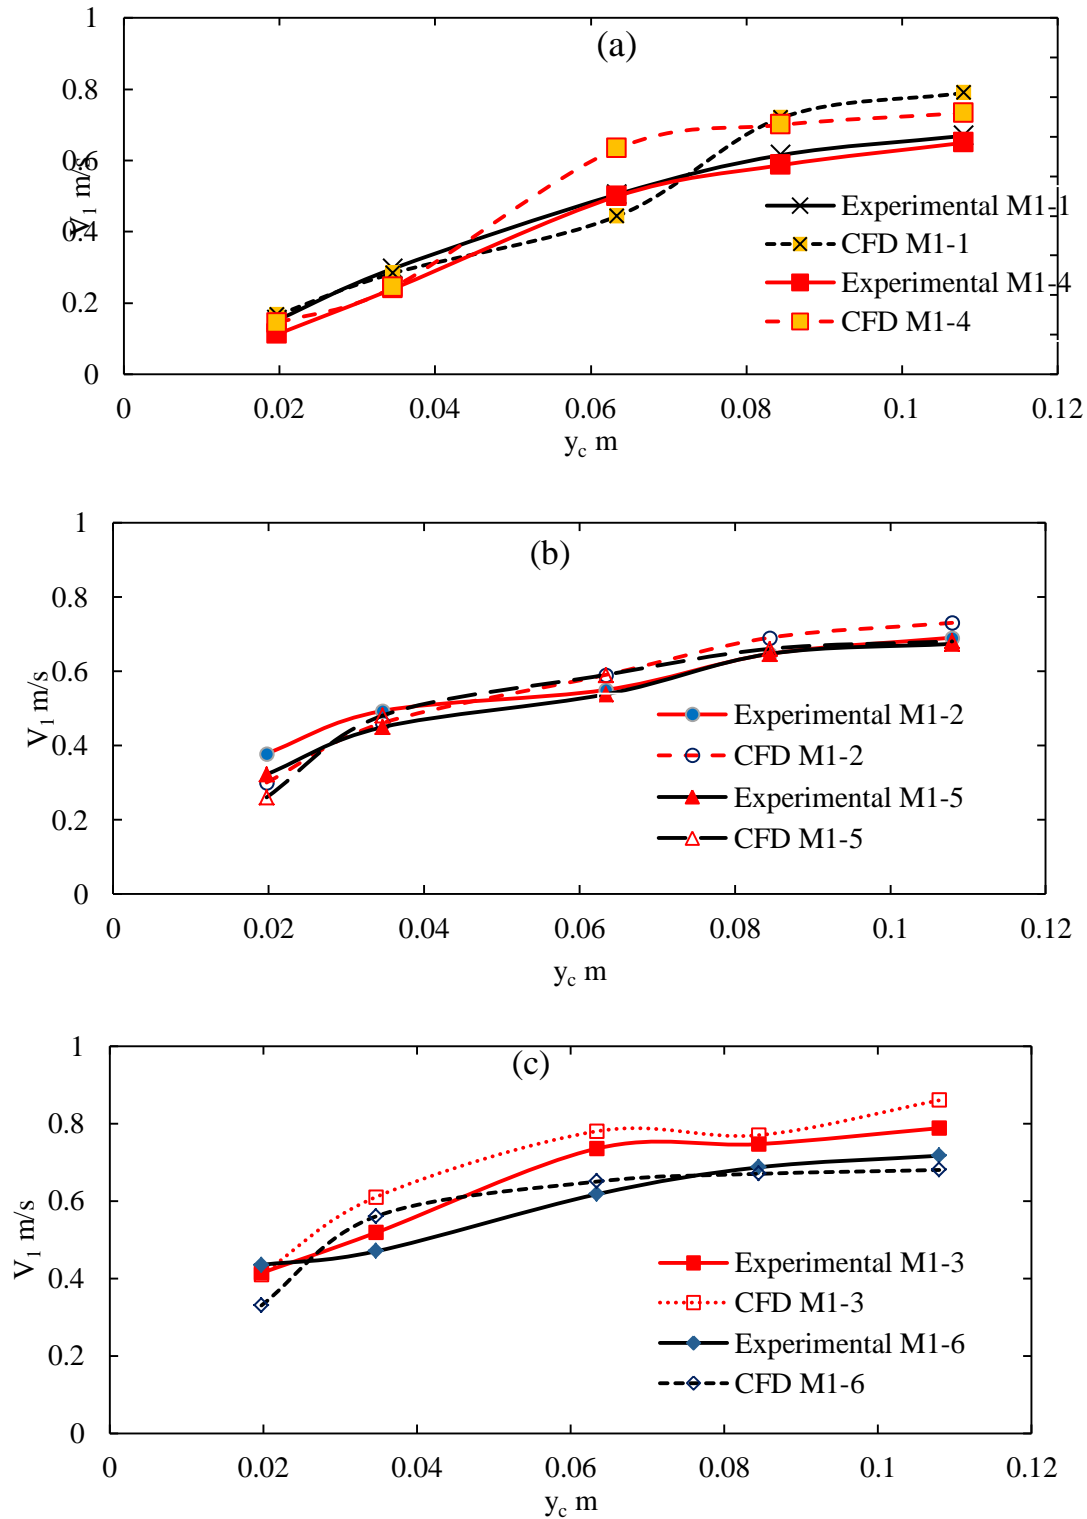 (a)
1
0.8
0.6
0.4
0.2
0
V1 m/s
0 0.02 0.04 0.06 0.08 0.1 0.12
yc m
Experimental M1-1
CFD M1-1
Experimental M1-4
CFD M1-4
(b)
1
0.8
0.6
0.4
0.2
0
V1 m/s
0 0.02 0.04 0.06 0.08 0.1 0.12
yc m
Experimental M1-2
CFD M1-2
Experimental M1-5
CFD M1-5
(c)
1
0.8
0.6
0.4
0.2
0
V1 m/s
0 0.02 0.04 0.06 0.08 0.1 0.12
yc m
Experimental M1-3
CFD M1-3
Experimental M1-6
CFD M1-6